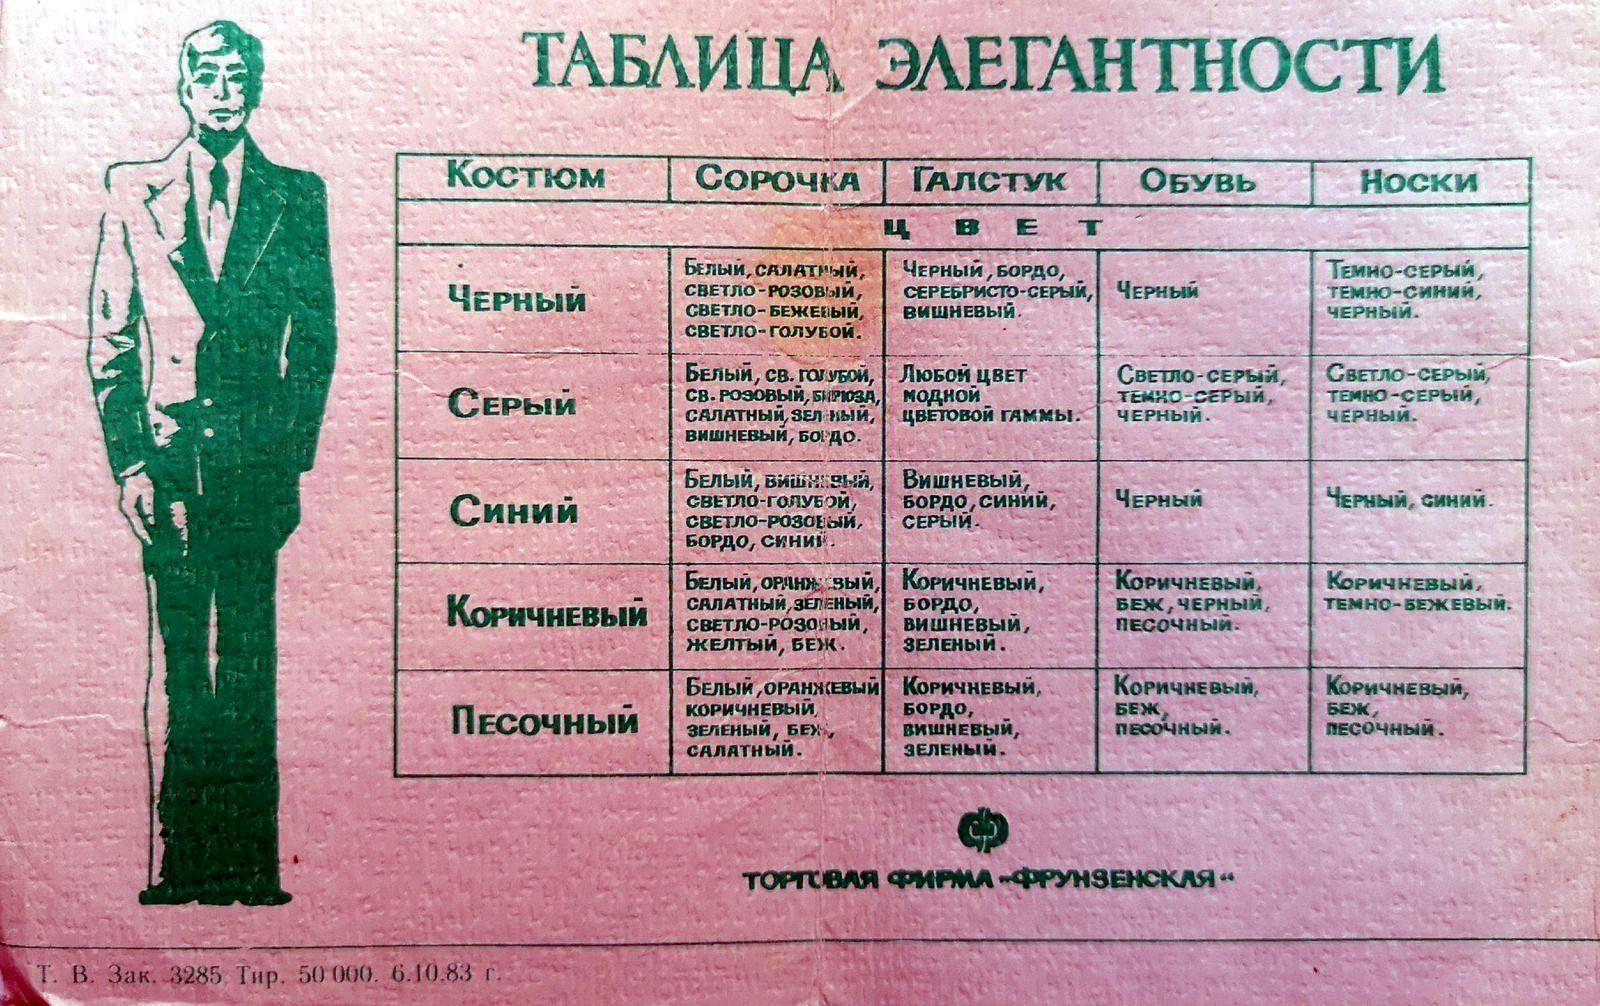 ТАБЛИЦА ЭЛЕГАНТНОСТИ
КОСТЮМ СОРОЧКА ГАЛСТУК ОБУВЬ НОСКИ
ЦВЕТ
ЧЕРНЫЙ
БЕЛЫЙ, САЛАТНЫЙ,
СВЕТЛО-РОЗОВЫЙ,
СВЕТЛО-БЕЖЕВЫЙ,
СВЕТЛО-ГОЛУБОЙ.
ЧЕРНЫЙ, БОРДО,
СЕРЕБРИСТО-СЕРЫЙ,
ВИШНЕВЫЙ.
ЧЕРНЫЙ
ТЕМНО-СЕРЫЙ,
ТЕМНО-СИНИЙ,
ЧЕРНЫЙ.
СЕРЫЙ
БЕЛЫЙ, СВ. ГОЛУБОЙ,
СВ. РОЗОВЫЙ, БИРЮЗА,
САЛАТНЫЙ, ЗЕЛЕНЫЙ,
ВИШНЕВЫЙ, БОРДО.
ЛЮБОЙ ЦВЕТ
МОДНОЙ
ЦВЕТОВОЙ ГАММЫ.
СВЕТЛО-СЕРЫЙ,
ТЕМНО-СЕРЫЙ,
ЧЕРНЫЙ.
СВЕТЛО-СЕРЫЙ,
ТЕМНО-СЕРЫЙ,
ЧЕРНЫЙ.
СИНИЙ
БЕЛЫЙ, ВИШНЕВЫЙ,
СВЕТЛО-ГОЛУБОЙ,
СВЕТЛО-РОЗОВЫЙ,
БОРДО, СИНИЙ.
ВИШНЕВЫЙ,
БОРДО, СИНИЙ,
СЕРЫЙ.
ЧЕРНЫЙ
ЧЕРНЫЙ, СИНИЙ.
КОРИЧНЕВЫЙ
БЕЛЫЙ, ОРАНЖЕВЫЙ,
САЛАТНЫЙ, ЗЕЛЕНЫЙ,
СВЕТЛО-РОЗОВЫЙ,
ЖЕЛТЫЙ, БЕЖ.
КОРИЧНЕВЫЙ,
БОРДО,
ВИШНЕВЫЙ,
ЗЕЛЕНЫЙ.
КОРИЧНЕВЫЙ,
БЕЖ, ЧЕРНЫЙ,
ПЕСОЧНЫЙ.
КОРИЧНЕВЫЙ,
ТЕМНО-БЕЖЕВЫЙ.
ПЕСОЧНЫЙ
БЕЛЫЙ, ОРАНЖЕВЫЙ
КОРИЧНЕВЫЙ,
ЗЕЛЕНЫЙ, БЕЖ,
САЛАТНЫЙ.
КОРИЧНЕВЫЙ,
БОРДО,
ВИШНЕВЫЙ,
ЗЕЛЕНЫЙ.
КОРИЧНЕВЫЙ,
БЕЖ,
ПЕСОЧНЫЙ.
КОРИЧНЕВЫЙ,
БЕЖ,
ПЕСОЧНЫЙ.
ТОРГОВАЯ ФИРМА „ФРУНЗЕНСКАЯ“
Т. В. Зак. 3285 Тир. 50 000. 6.10.83 г.